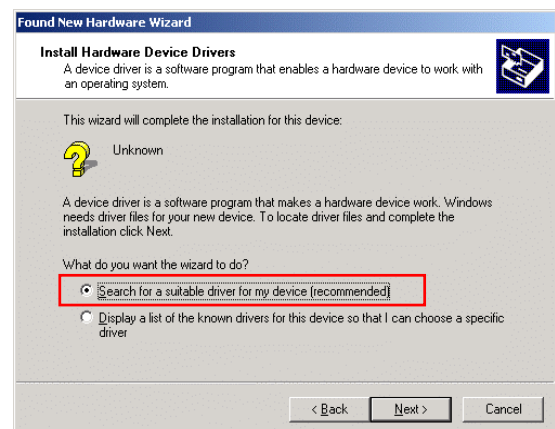 Found New Hardware Wizard
Install Hardware Device Drivers
A device driver is a software program that enables a hardware device to work with
an operating system.
This wizard will complete the installation for this device:
Unknown
A device driver is a software program that makes a hardware device work. Windows
needs driver files for your new device. To locate driver files and complete the
installation click Next.
What do you want the wizard to do?
Search for a suitable driver for my device (recommended)
Display a list of the known drivers for this device so that I can choose a specific
driver
< Back
Next >
Cancel